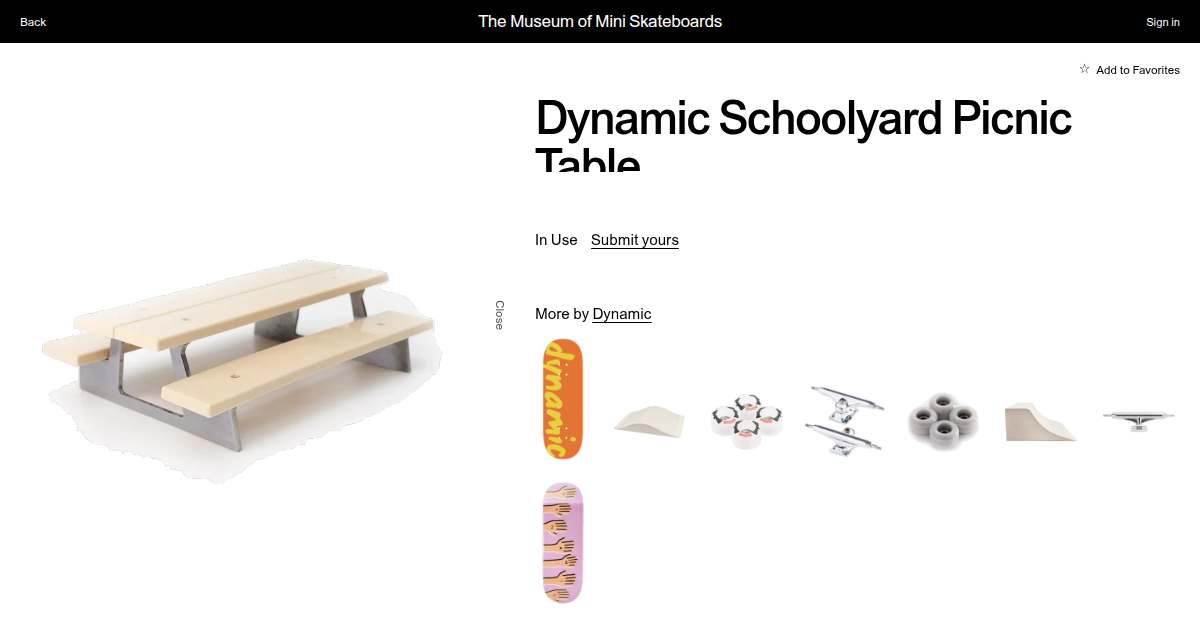 Back
The Museum of Mini Skateboards
Sign in
☆ Add to Favorites
Dynamic Schoolyard Picnic
Table
In Use Submit yours
Close
More by Dynamic
dynamic